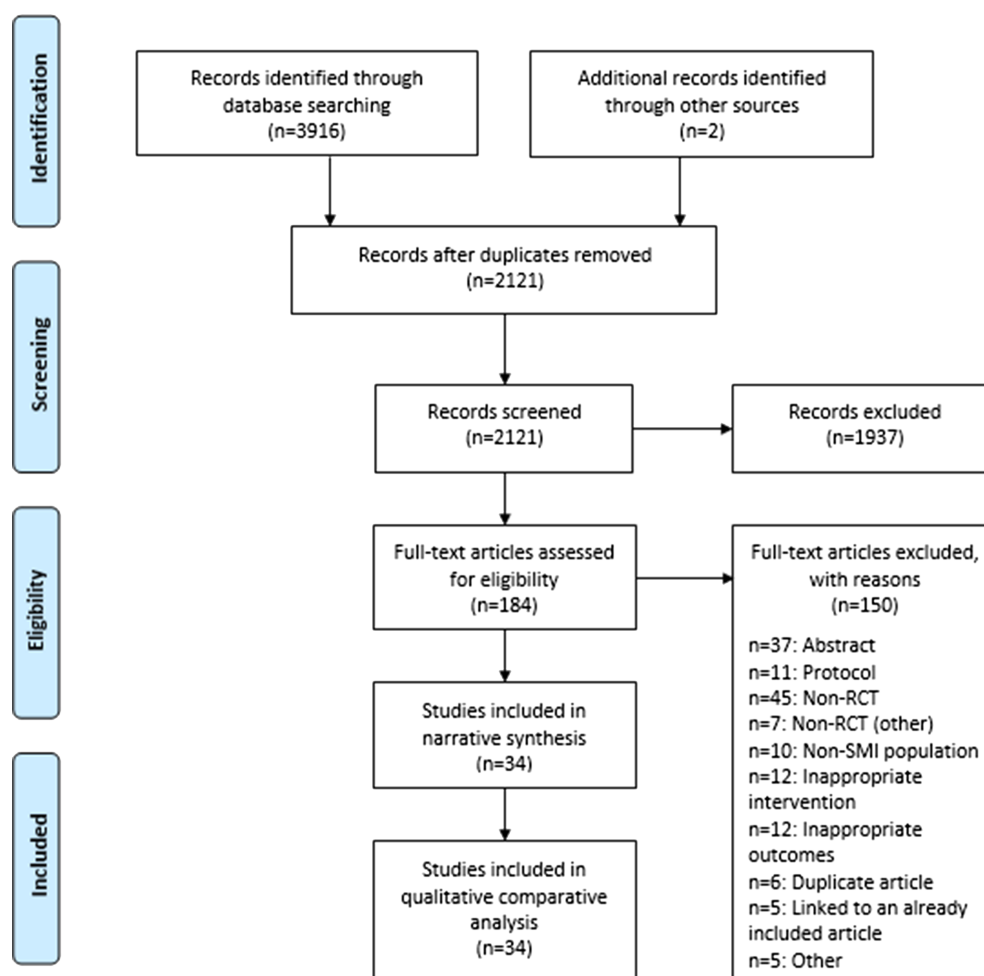 Identification
Records identified through
database searching
(n=3916)
Additional records identified
through other sources
(n=2)
Records after duplicates removed
(n=2121)
Screening
Records screened
(n=2121)
Records excluded
(n=1937)
Eligibility
Full-text articles assessed
for eligibility
(n=184)
Full-text articles excluded,
with reasons
(n=150)
n=37: Abstract
n=11: Protocol
n=45: Non-RCT
n=7: Non-RCT (other)
n=10: Non-SMI population
n=12: Inappropriate
intervention
n=12: Inappropriate
outcomes
n=6: Duplicate article
n=5: Linked to an already
included article
n=5: Other
Studies included in
narrative synthesis
(n=34)
Included
Studies included in
qualitative comparative
analysis
(n=34)